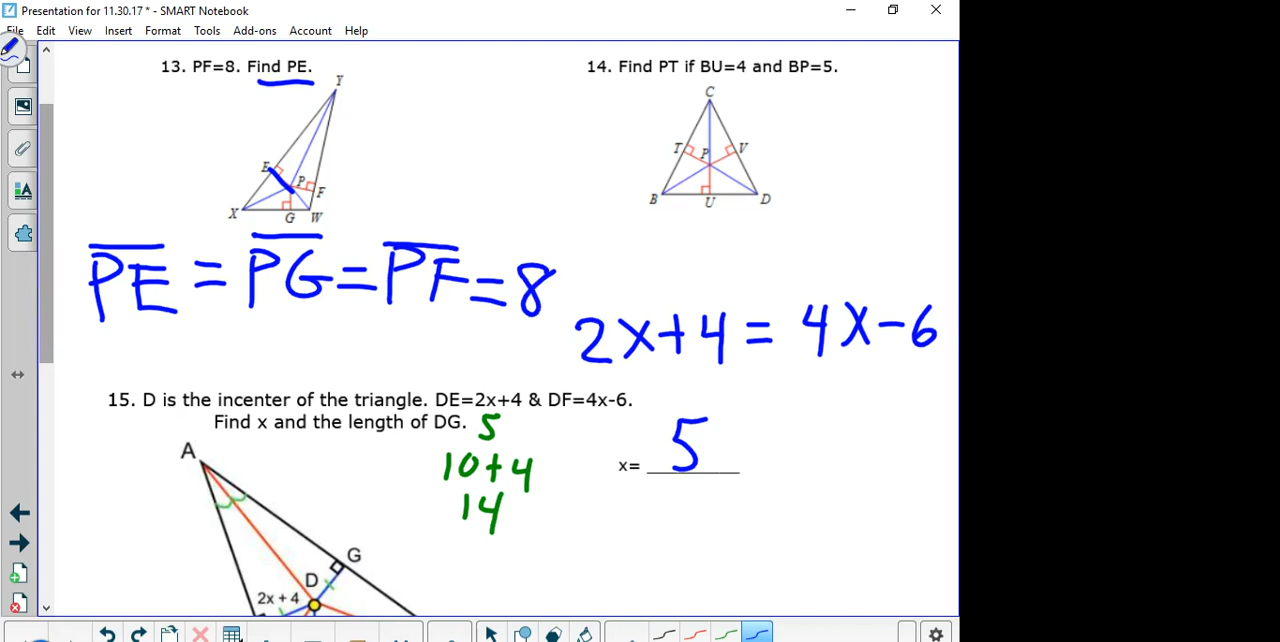 Presentation for 11.30.17 * - SMART Notebook
File Edit View Insert Format Tools Add-ons Account Help
13. PF=8. Find PE.
14. Find PT if BU=4 and BP=5.
Y
E
P
F
X
G
W
C
T
P
V
B
U
D
PE = PG = PF = 8
2x+4 = 4x-6
15. D is the incenter of the triangle. DE=2x+4 & DF=4x-6.
Find x and the length of DG.
5
10+4
14
x= 5
A
G
D
2x + 4